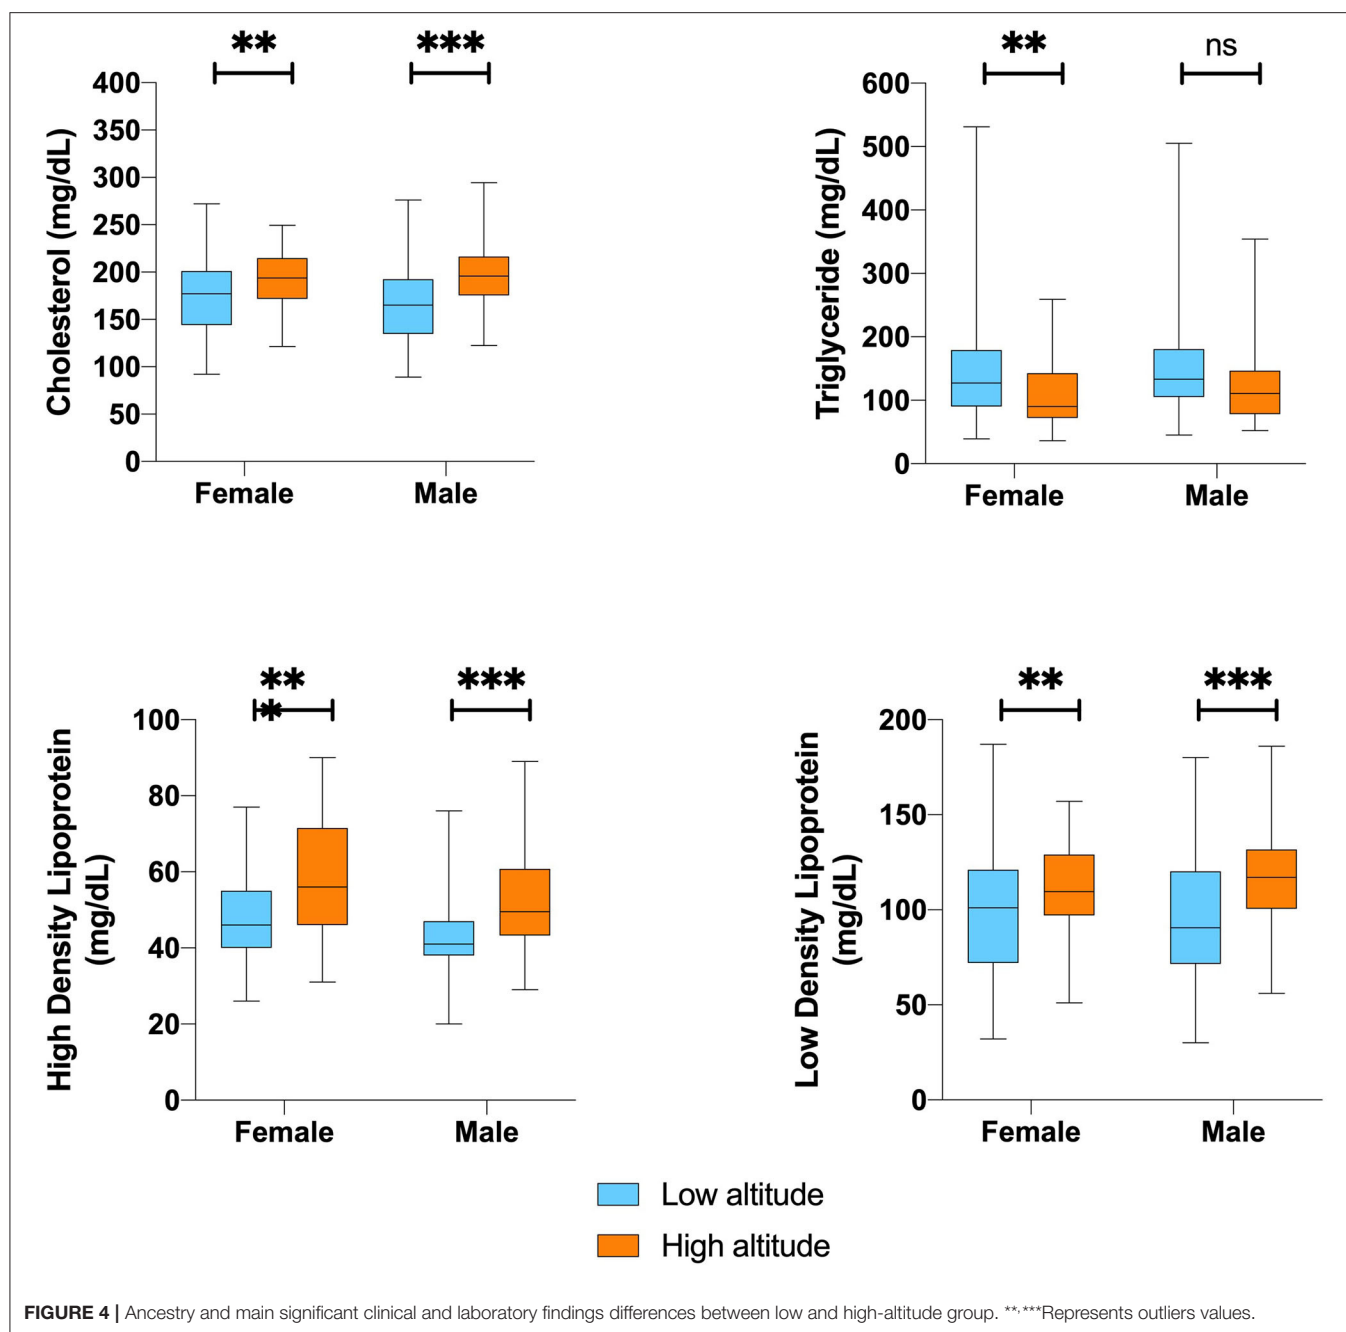 ** ***
400
350
300
250
200
150
100
50
0
Cholesterol (mg/dL)
Female Male
** ns
600
500
400
300
200
100
0
Triglyceride (mg/dL)
Female Male
** ***
*
100
80
60
40
20
0
High Density Lipoprotein
(mg/dL)
Female Male
** ***
200
150
100
50
0
Low Density Lipoprotein
(mg/dL)
Female Male
Low altitude
High altitude
FIGURE 4 | Ancestry and main significant clinical and laboratory findings differences between low and high-altitude group. **,***Represents outliers values.